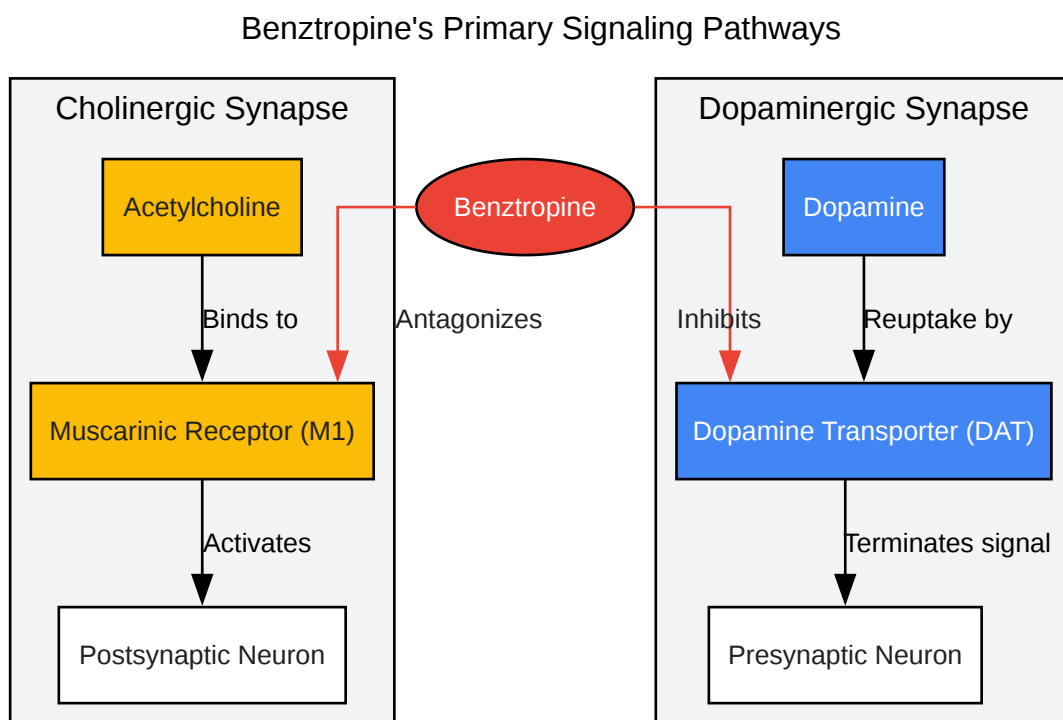 Benztropine's Primary Signaling Pathways
Cholinergic Synapse
Dopaminergic Synapse
Acetylcholine
Benztropine
Dopamine
Binds to
Antagonizes
Inhibits
Reuptake by
Muscarinic Receptor (M1)
Dopamine Transporter (DAT)
Activates
Terminates signal
Postsynaptic Neuron
Presynaptic Neuron